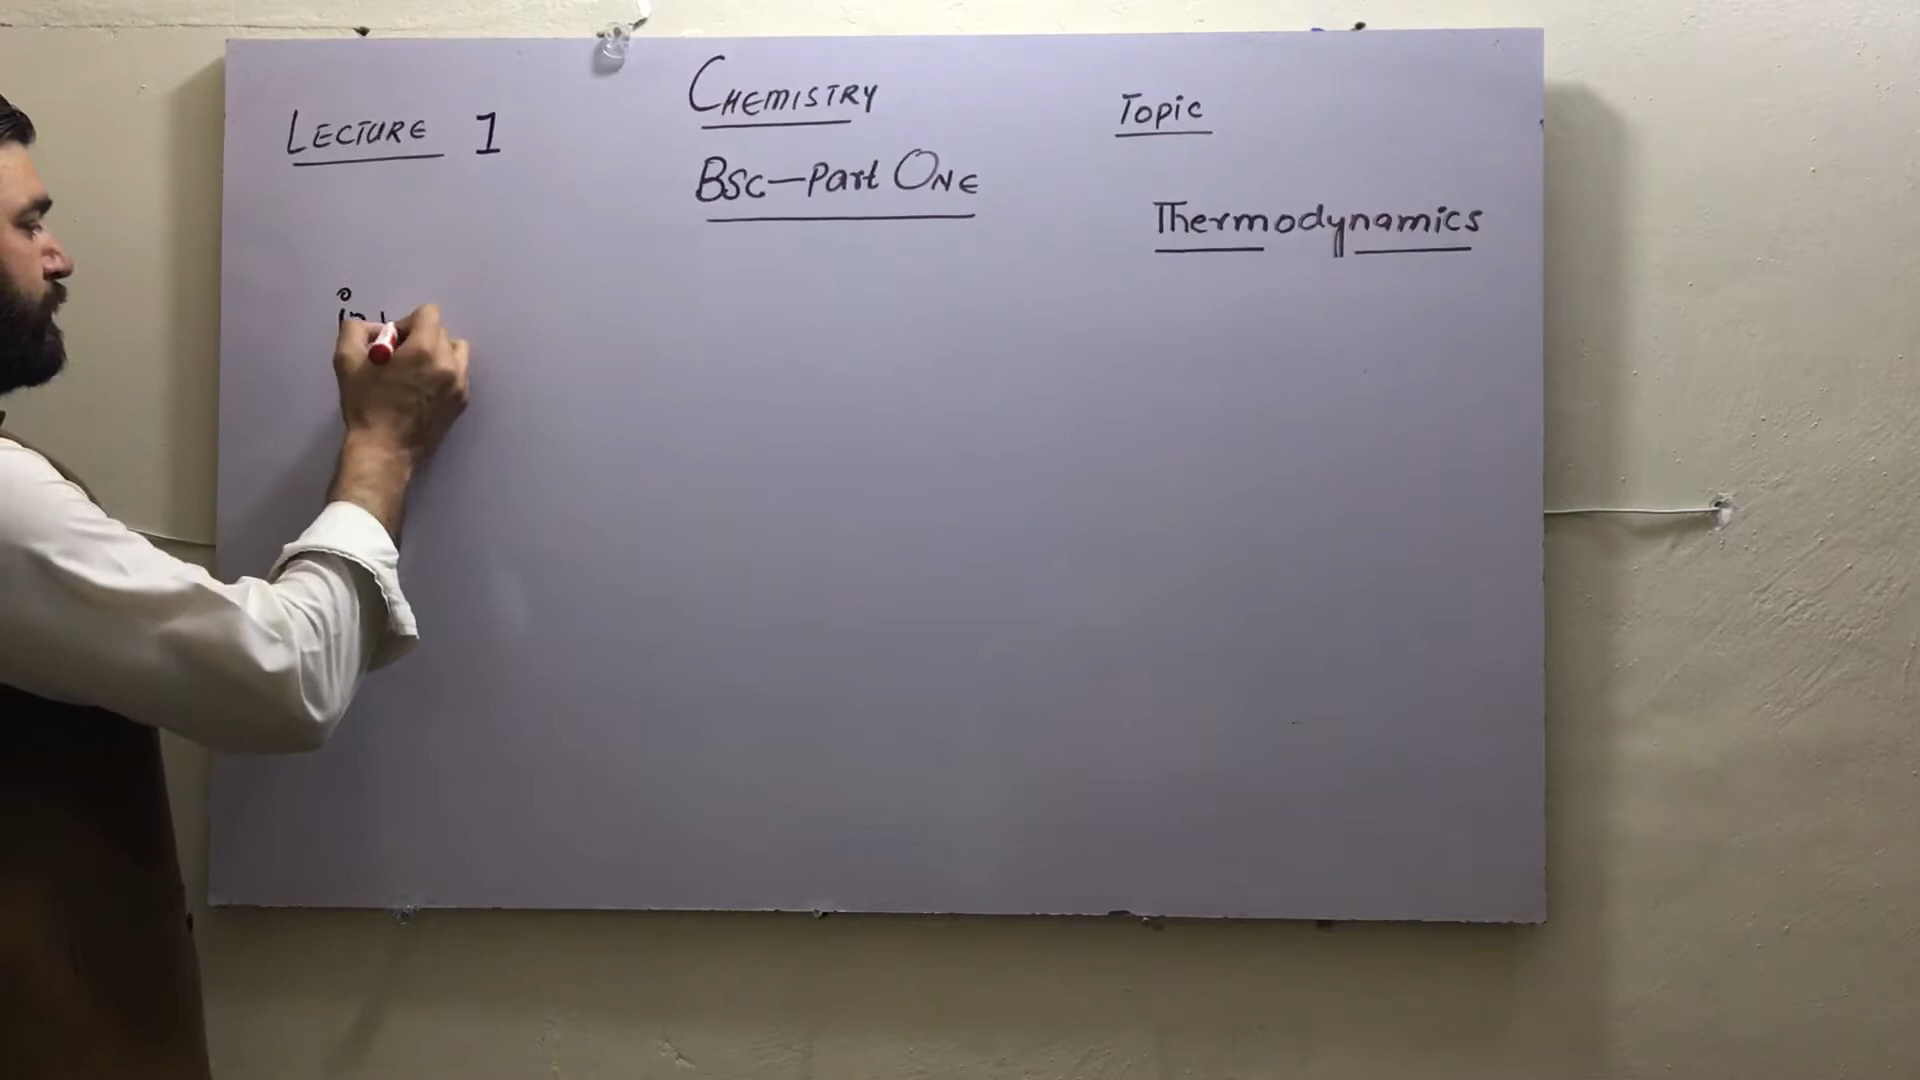 LECTURE 1
CHEMISTRY
BSC-Part ONE
Topic
Thermodynamics